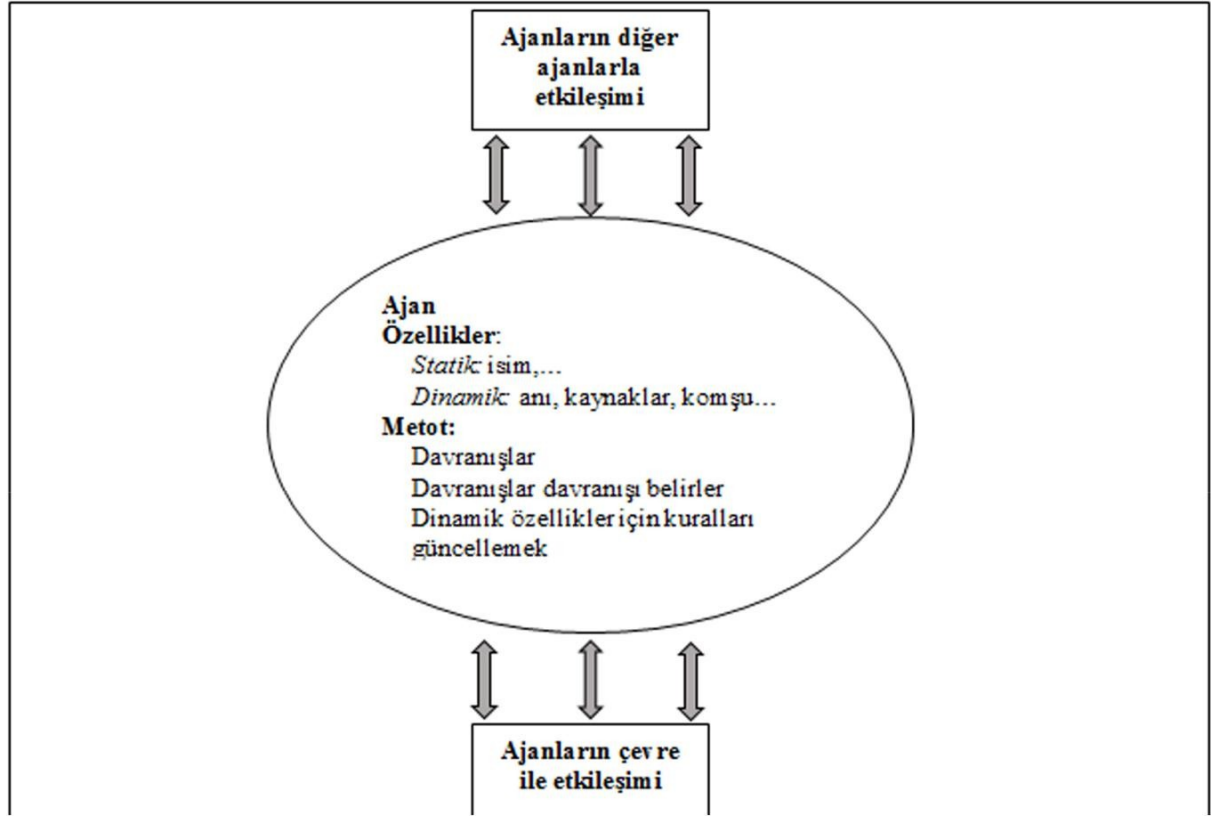 Ajanların diğer
ajanlarla
etkileşimi
Ajan
Özellikler:
Statik: isim,...
Dinamik: anı, kaynaklar, komşu...
Metot:
Davranışlar
Davranışlar davranışı belirler
Dinamik özellikler için kuralları
güncellemek
Ajanların çevre
ile etkileşimi